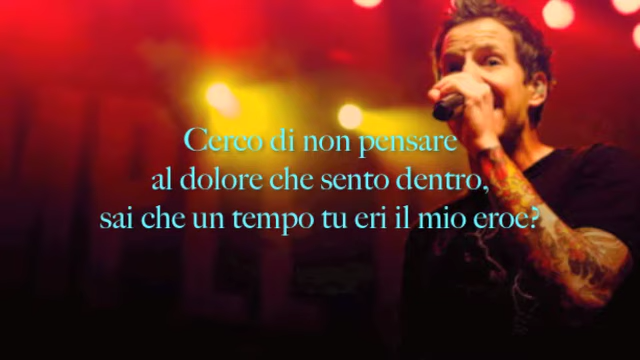 Cerco di non pensare
al dolore che sento dentro,
sai che un tempo tu eri il mio eroe?